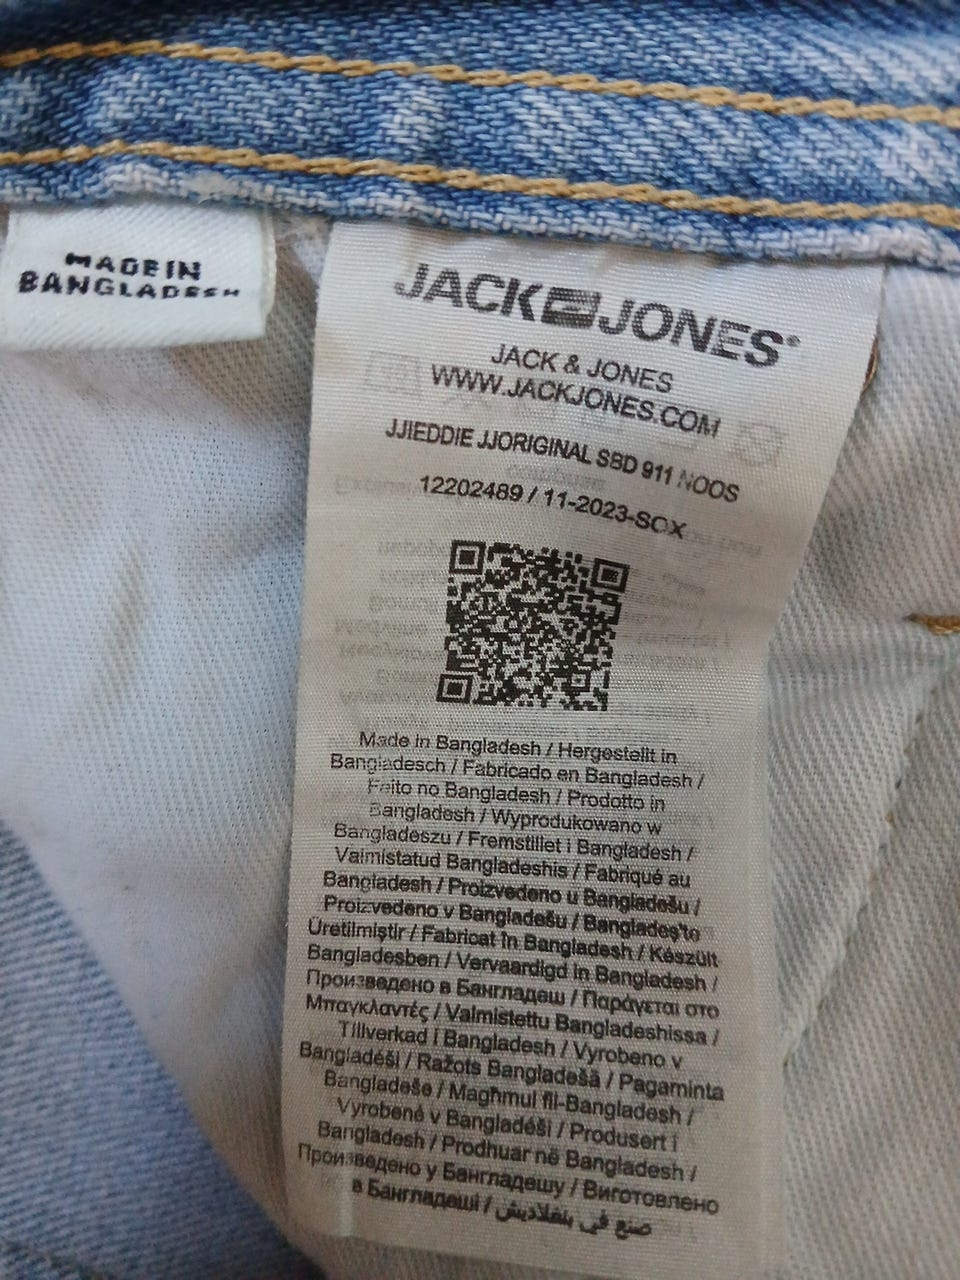 MADE IN
BANGLADESH
JACK JONES®
JACK & JONES
WWW.JACKJONES.COM
JJIEDDIE JJORIGINAL SBD 911 NOOS
12202489 / 11-2023-SOX
Made in Bangladesh / Hergestellt in
Bangladesch / Fabricado en Bangladesh /
Feito no Bangladesh / Prodotto in
Bangladesh / Wyprodukowano w
Bangladeszu / Fremstillet i Bangladesh /
Valmistatud Bangladeshis / Fabriqué au
Bangladesh / Proizvedeno u Bangladešu /
Proizvedeno v Bangladešu / Bangladeş'te
Üretilmiştir / Fabricat în Bangladesh / Készült
Bangladesben / Vervaardigd in Bangladesh /
Произведено в Бангладеш / Παράγεται στο
Μπαγκλαντές / Valmistettu Bangladeshissa /
Tillverkad i Bangladesh / Vyrobeno v
Bangladéši / Ražots Bangladešā / Pagaminta
Bangladeše / Magħmul fil-Bangladesh /
Vyrobené v Bangladéši / Produsert i
Bangladesh / Prodhuar në Bangladesh /
Произведено у Бангладешу / Виготовлено
в Бангладеші / صنع في بنغلاديش